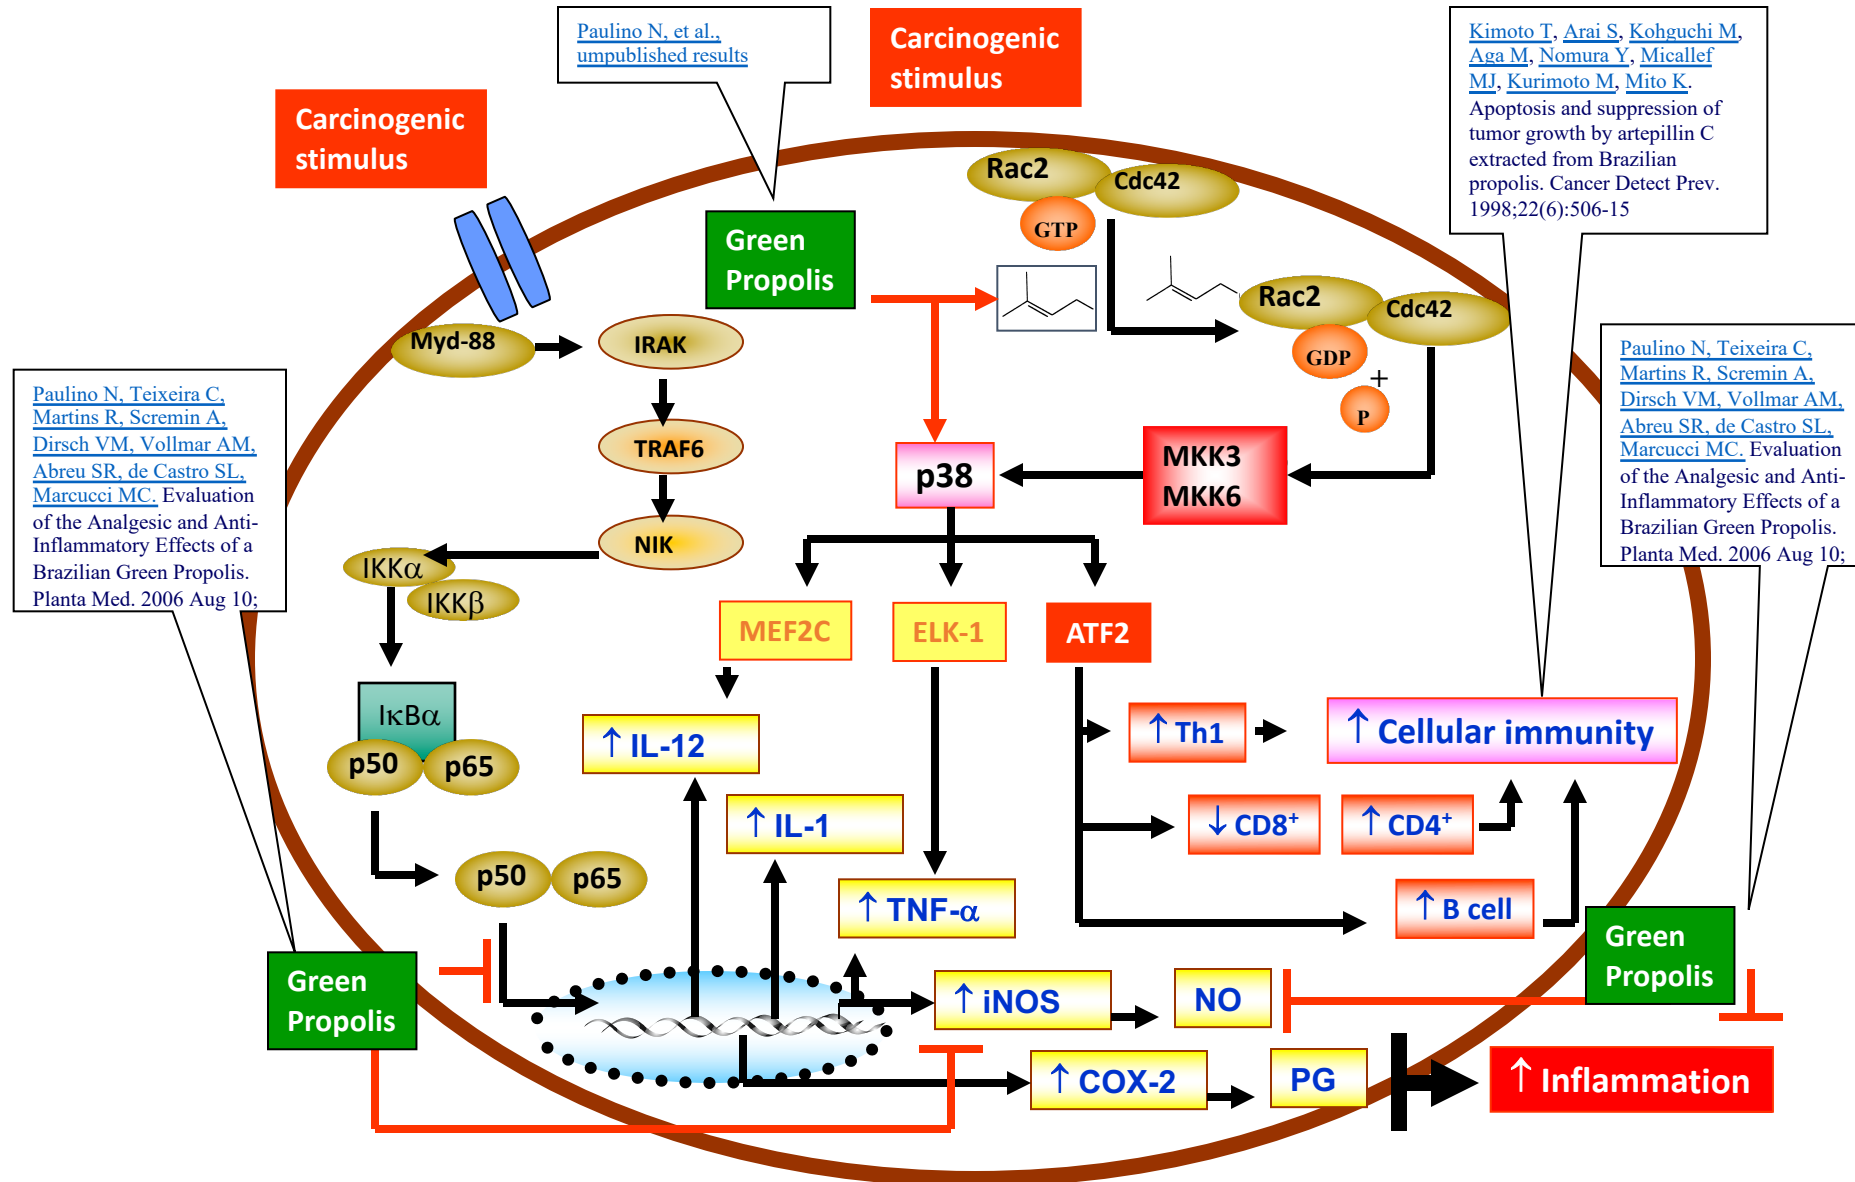 Paulino N, et al.,
umpublished results
Carcinogenic
stimulus
Kimoto T, Arai S, Kohguchi M,
Aga M, Nomura Y, Micallef
MJ, Kurimoto M, Mito K.
Apoptosis and suppression of
tumor growth by artepillin C
extracted from Brazilian
propolis. Cancer Detect Prev.
1998;22(6):506-15
Carcinogenic
stimulus
Rac2
Cdc42
GTP
Green
Propolis
Rac2
Cdc42
GDP
+
P
Myd-88
IRAK
TRAF6
NIK
Paulino N, Teixeira C,
Martins R, Scremin A,
Dirsch VM, Vollmar AM,
Abreu SR, de Castro SL,
Marcucci MC. Evaluation
of the Analgesic and Anti-
Inflammatory Effects of a
Brazilian Green Propolis.
Planta Med. 2006 Aug 10;
Paulino N, Teixeira C,
Martins R, Scremin A,
Dirsch VM, Vollmar AM,
Abreu SR, de Castro SL,
Marcucci MC. Evaluation
of the Analgesic and Anti-
Inflammatory Effects of a
Brazilian Green Propolis.
Planta Med. 2006 Aug 10;
p38
MKK3
MKK6
IKKα
IKKβ
MEF2C
ELK-1
ATF2
IκBα
p50
p65
↑ IL-12
↑ Th1
↑ Cellular immunity
↑ IL-1
↓ CD8+
↑ CD4+
p50
p65
↑ TNF-α
↑ B cell
Green
Propolis
Green
Propolis
↑ iNOS
NO
↑ COX-2
PG
↑ Inflammation